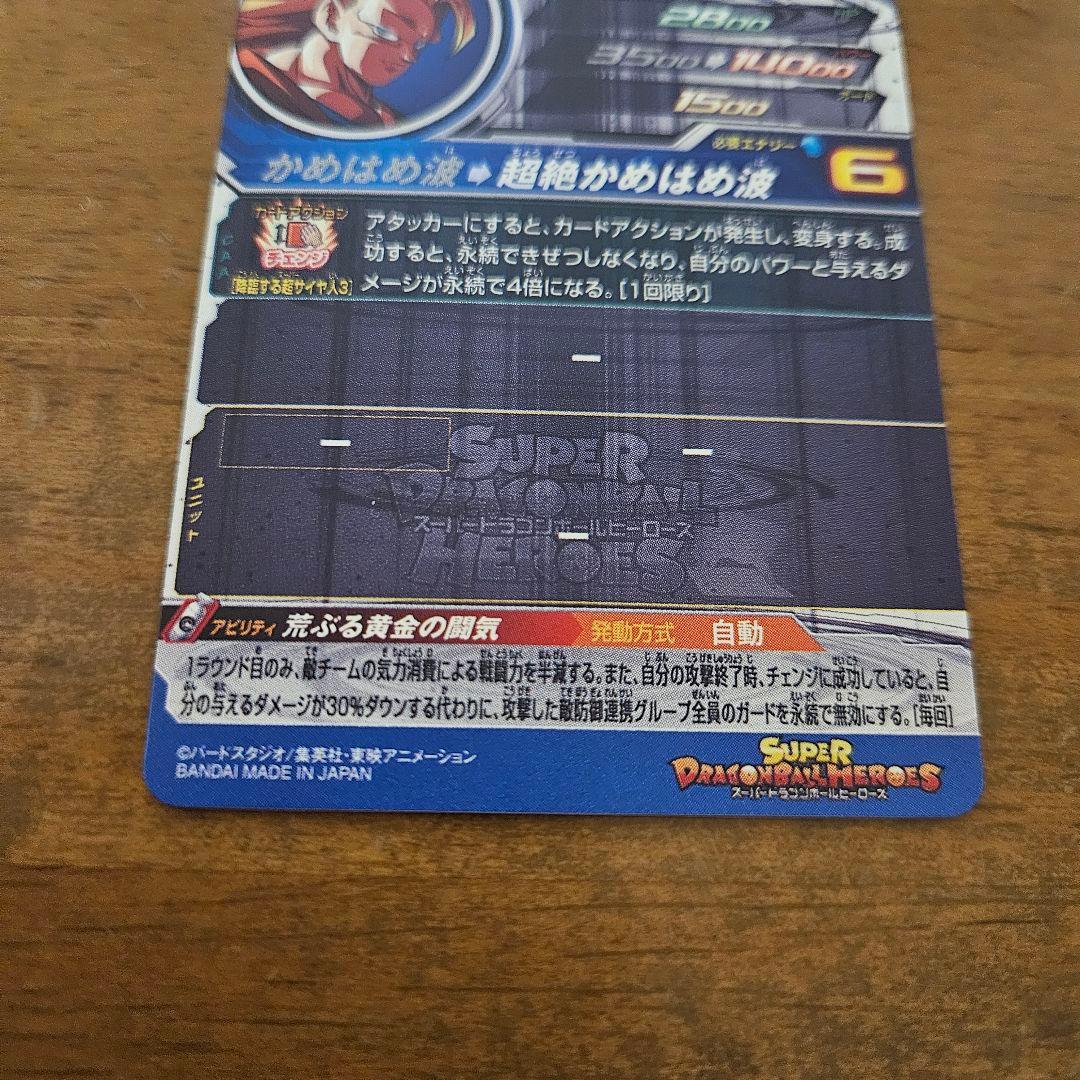 2800
3500➡14000
1500 ガード
必要エナジー 6
かめはめ波➡超絶かめはめ波
カードアクション
チェンジ
CAA
[降臨する超サイヤ人3]
アタッカーにすると、カードアクションが発生し、変身する。成
功すると、永続できぜつしなくなり、自分のパワーと与えるダ
メージが永続で4倍になる。[1回限り]
ー
ユニット
ー
ー
ー
SUPER
DRAGONBALL
スーパードラゴンボールヒーローズ
HEROES
アビリティ 荒ぶる黄金の闘気 発動方式 自動
1ラウンド目のみ、敵チームの気力消費による戦闘力を半減する。また、自分の攻撃終了時、チェンジに成功していると、自
分の与えるダメージが30%ダウンする代わりに、攻撃した敵防御連携グループ全員のガードを永続で無効にする。[毎回]
©バードスタジオ/集英社・東映アニメーション
BANDAI MADE IN JAPAN
SUPER
DRAGONBALL HEROES
スーパードラゴンボールヒーローズ